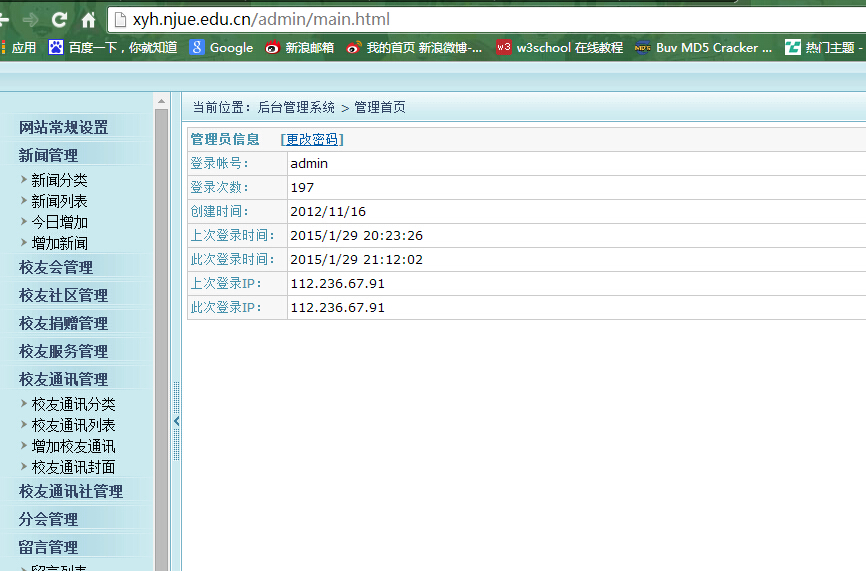 xyh.njue.edu.cn/admin/main.html
应用 百度一下，你就知道 Google 新浪邮箱 我的首页 新浪微博-... w3school 在线教程 Buv MD5 Cracker ... 热门主题 -
当前位置：后台管理系统 > 管理首页
网站常规设置
新闻管理
新闻分类
新闻列表
今日增加
增加新闻
校友会管理
校友社区管理
校友捐赠管理
校友服务管理
校友通讯管理
校友通讯分类
校友通讯列表
增加校友通讯
校友通讯封面
校友通讯社管理
分会管理
留言管理
留言列表
管理员信息 [更改密码]
登录帐号： admin
登录次数： 197
创建时间： 2012/11/16
上次登录时间： 2015/1/29 20:23:26
此次登录时间： 2015/1/29 21:12:02
上次登录IP： 112.236.67.91
此次登录IP： 112.236.67.91